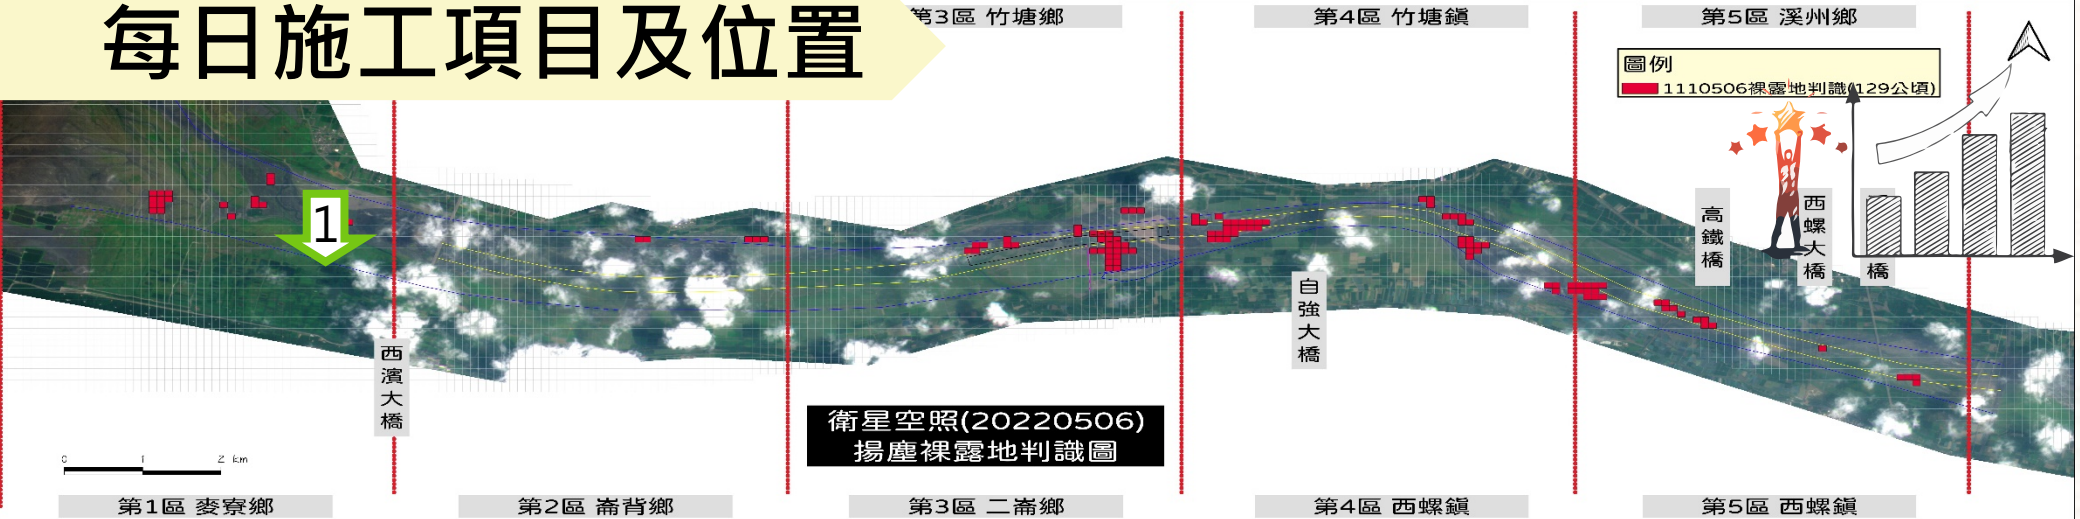 每日施工項目及位置
第3區 竹塘鄉
第4區 竹塘鎮
第5區 溪州鄉
圖例
1110506裸露地判識(129公頃)
1
高鐵橋
西螺大橋
橋
自強大橋
西濱大橋
衛星空照(20220506)
揚塵裸露地判識圖
0 1 2 km
第1區 麥寮鄉
第2區 崙背鄉
第3區 二崙鄉
第4區 西螺鎮
第5區 西螺鎮